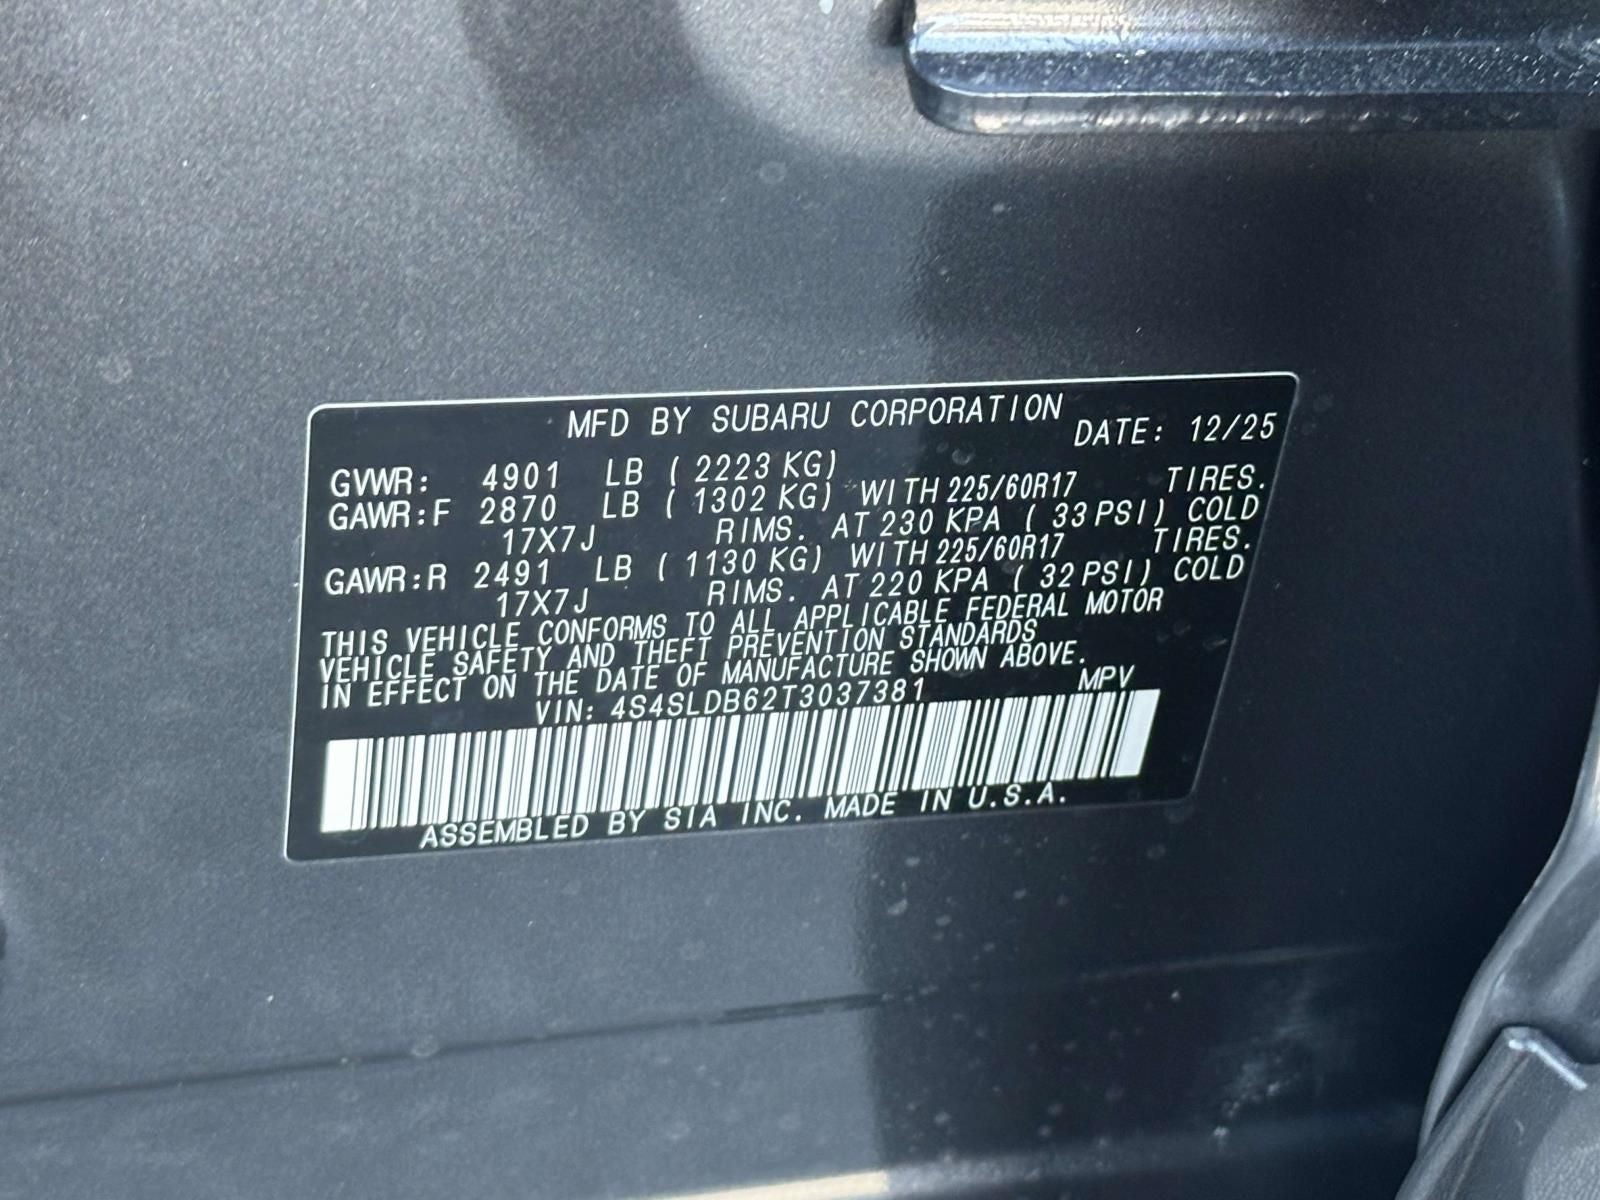 MFD BY SUBARU CORPORATION
DATE: 12/25
GVWR: 4901 LB ( 2223 KG)
GAWR:F 2870 LB ( 1302 KG) WITH 225/60R17 TIRES.
17X7J RIMS. AT 230 KPA ( 33 PSI) COLD
GAWR:R 2491 LB ( 1130 KG) WITH 225/60R17 TIRES.
17X7J RIMS. AT 220 KPA ( 32 PSI) COLD
THIS VEHICLE CONFORMS TO ALL APPLICABLE FEDERAL MOTOR
VEHICLE SAFETY AND THEFT PREVENTION STANDARDS
IN EFFECT ON THE DATE OF MANUFACTURE SHOWN ABOVE.
VIN: 4S4SLDB62T3037381 MPV
ASSEMBLED BY SIA INC. MADE IN U.S.A.